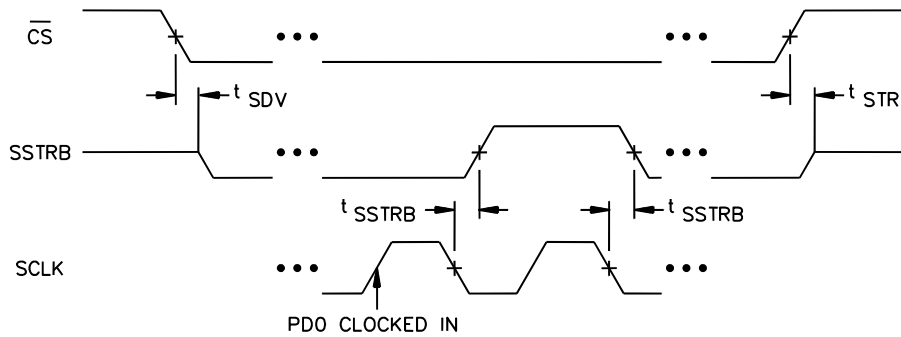 CS
t SDV
t STR
SSTRB
t SSTRB
t SSTRB
SCLK
PD0 CLOCKED IN